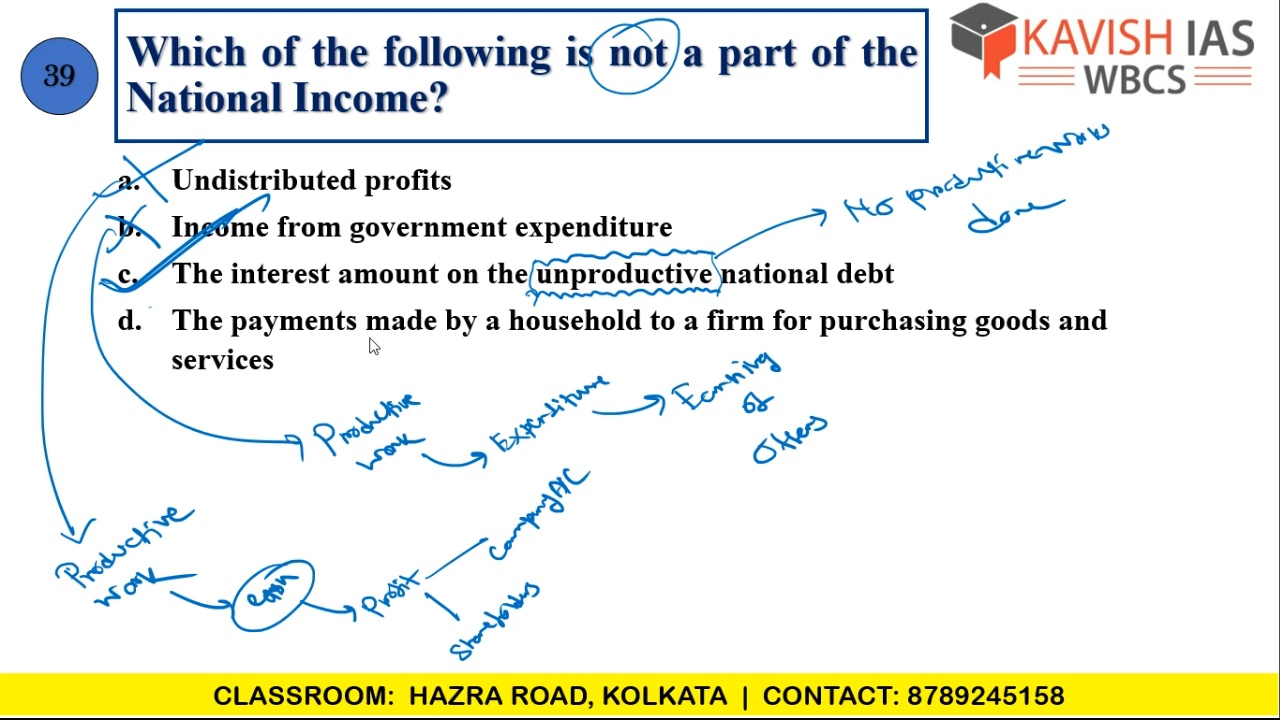 39
Which of the following is not a part of the
National Income?
KAVISH IAS
WBCS
a. Undistributed profits
b. Income from government expenditure
c. The interest amount on the unproductive national debt
d. The payments made by a household to a firm for purchasing goods and
services
No productive work
done
Productive
work
Expenditure
Earning
of
Others
Productive
work
earn
Profit
Company A/C
Shareholders
CLASSROOM: HAZRA ROAD, KOLKATA | CONTACT: 8789245158